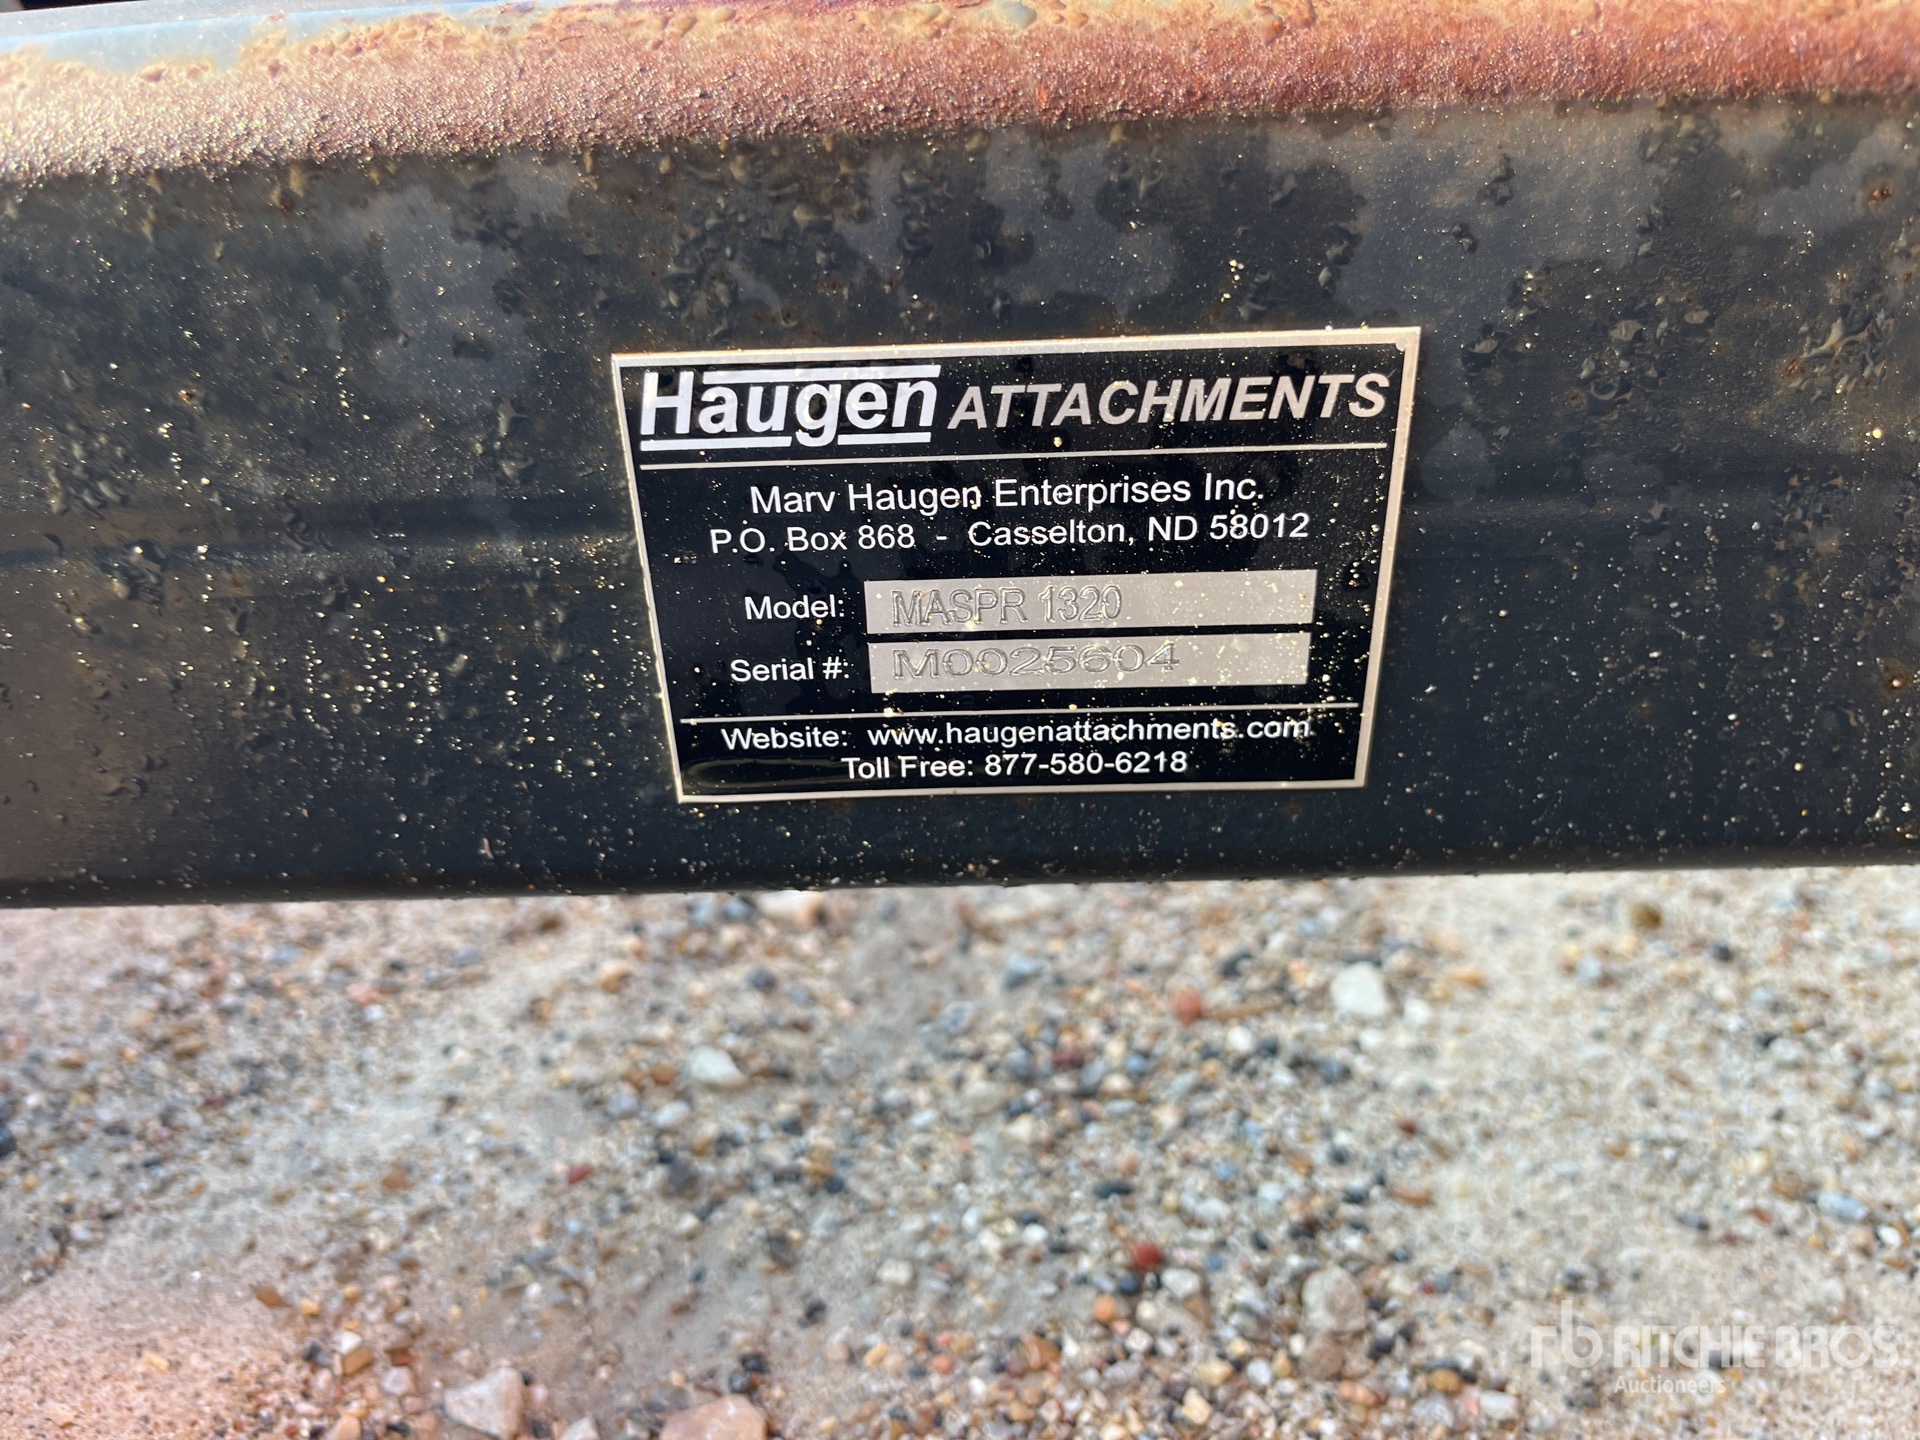 Haugen ATTACHMENTS
Marv Haugen Enterprises Inc.
P.O. Box 868 - Casselton, ND 58012
Model: MASPR 1320
Serial #: M0025604
Website: www.haugenattachments.com
Toll Free: 877-580-6218
rb RITCHIE BROS
Auctioneers